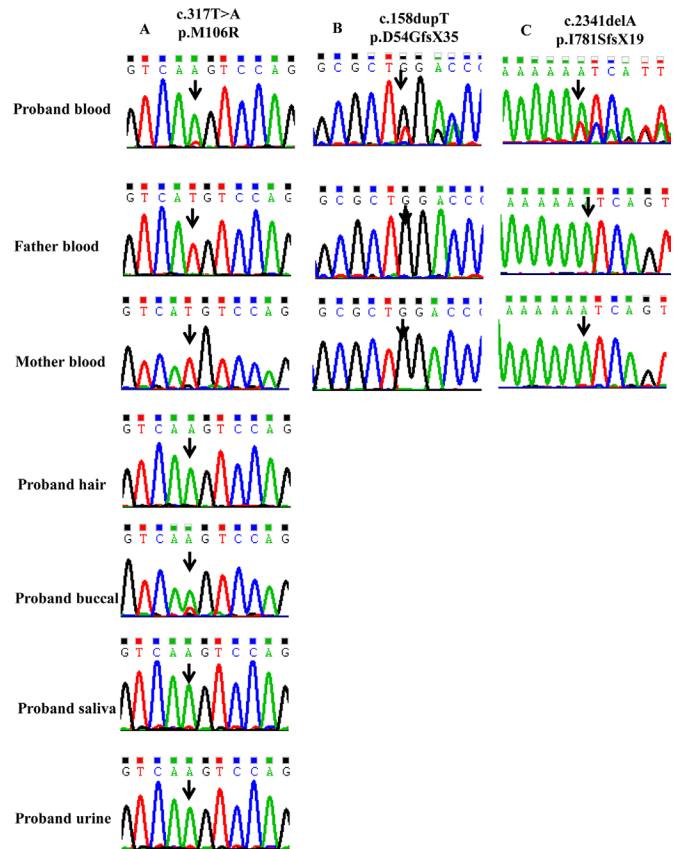 A
c.317T>A
p.M106R
B
c.158dupT
p.D54GfsX35
C
c.2341delA
p.I781SfsX19
Proband blood
G T C A A G T C C A G
G C G C T G G A C C C
A A A A A A T C A T T
Father blood
G T C A T G T C C A G
G C G C T G G A C C C
A A A A A A T C A G T
Mother blood
G T C A T G T C C A G
G C G C T G G A C C C
A A A A A A T C A G T
Proband hair
G T C A A G T C C A G
Proband buccal
G T C A A G T C C A G
Proband saliva
G T C A A G T C C A G
Proband urine
G T C A A G T C C A G